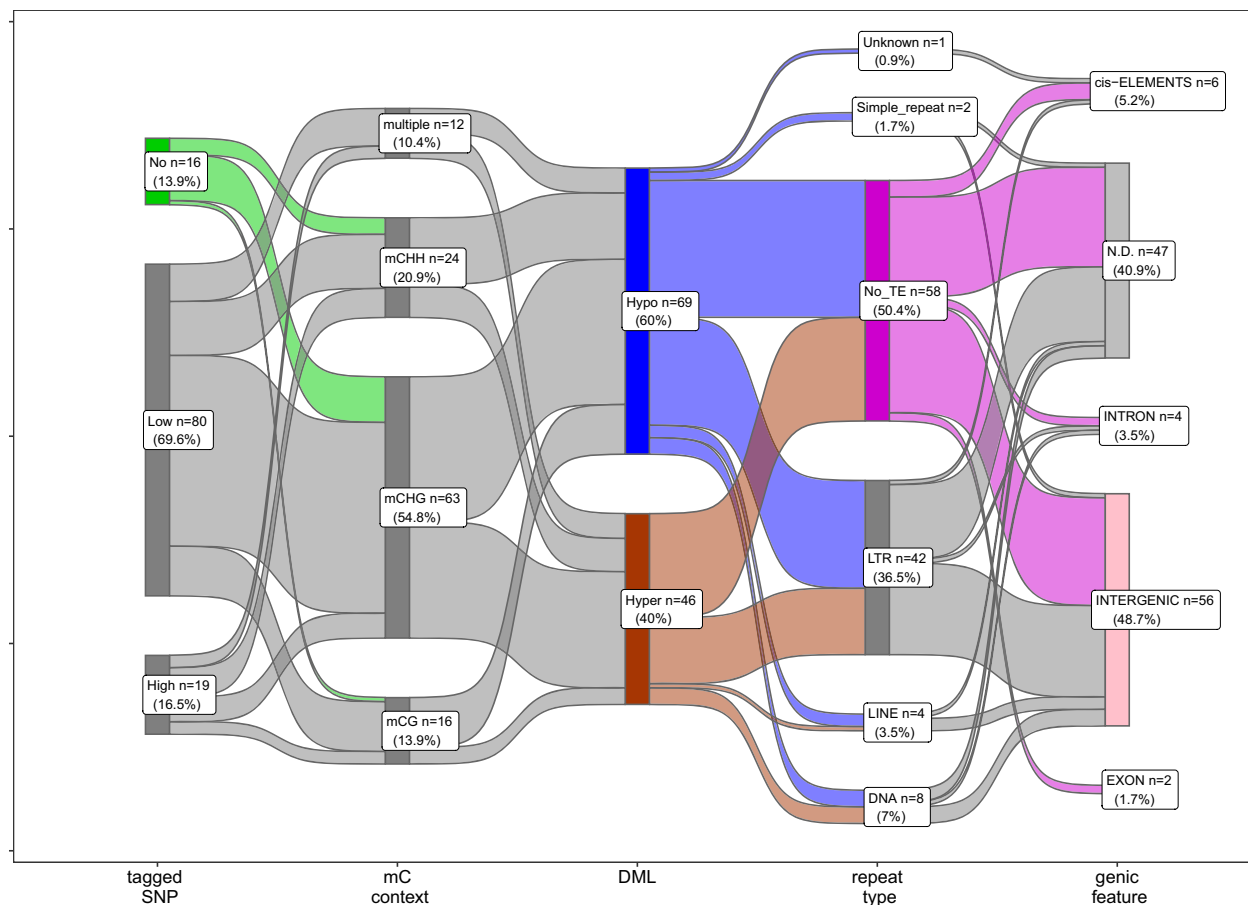 No n=16
(13.9%)
Low n=80
(69.6%)
High n=19
(16.5%)
multiple n=12
(10.4%)
mCHH n=24
(20.9%)
mCHG n=63
(54.8%)
mCG n=16
(13.9%)
Hypo n=69
(60%)
Hyper n=46
(40%)
Unknown n=1
(0.9%)
Simple_repeat n=2
(1.7%)
No_TE n=58
(50.4%)
LTR n=42
(36.5%)
LINE n=4
(3.5%)
DNA n=8
(7%)
cis−ELEMENTS n=6
(5.2%)
N.D. n=47
(40.9%)
INTRON n=4
(3.5%)
INTERGENIC n=56
(48.7%)
EXON n=2
(1.7%)
tagged
SNP
mC
context
DML
repeat
type
genic
feature